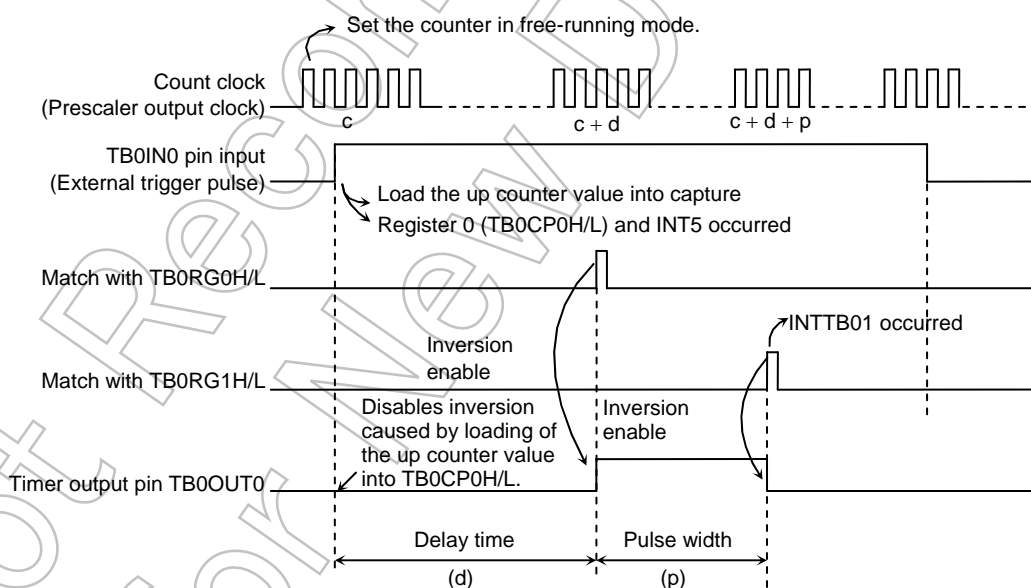 Set the counter in free-running mode.
Count clock
(Prescaler output clock)
c
c + d
c + d + p
TB0IN0 pin input
(External trigger pulse)
Load the up counter value into capture
Register 0 (TB0CP0H/L) and INT5 occurred
Match with TB0RG0H/L
INTTB01 occurred
Inversion
enable
Match with TB0RG1H/L
Disables inversion
caused by loading of
the up counter value
into TB0CP0H/L.
Inversion
enable
Timer output pin TB0OUT0
Delay time
Pulse width
(d)
(p)